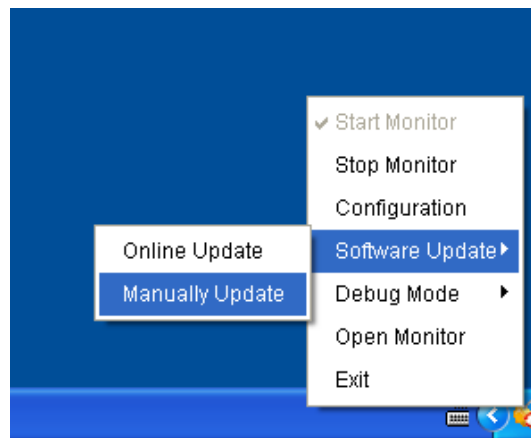 Start Monitor
Stop Monitor
Configuration
Software Update
Online Update
Manually Update
Debug Mode
Open Monitor
Exit